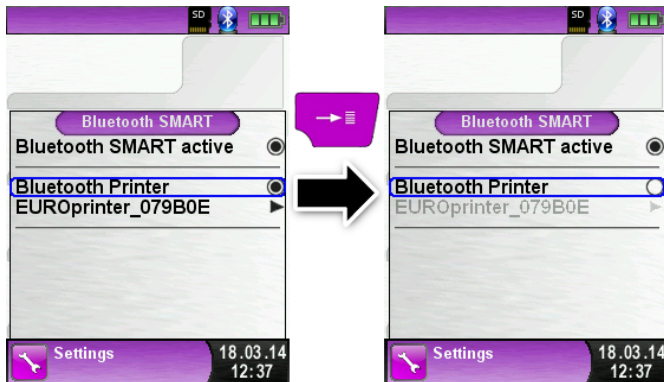 SD
Bluetooth SMART
Bluetooth SMART active
Bluetooth Printer
EUROprinter_079B0E
Settings
18.03.14
12:37
SD
Bluetooth SMART
Bluetooth SMART active
Bluetooth Printer
EUROprinter_079B0E
Settings
18.03.14
12:37